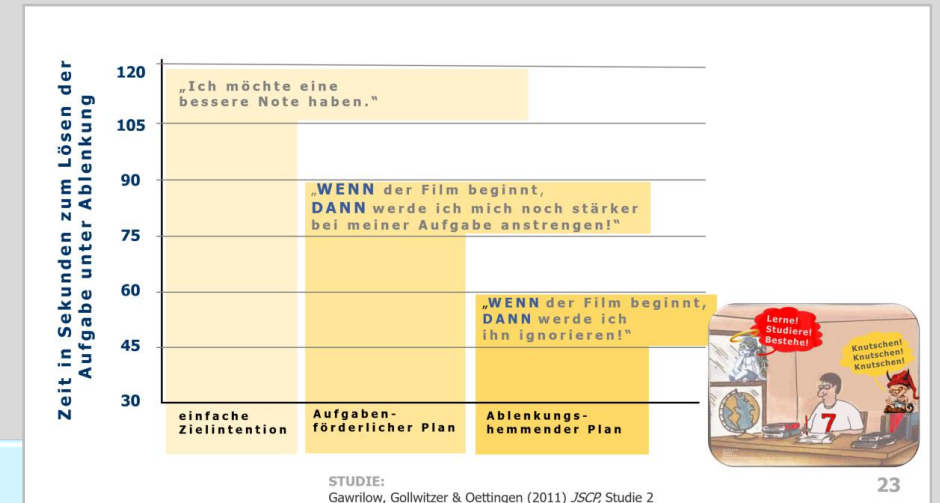 Zeit in Sekunden zum Lösen der
Aufgabe unter Ablenkung
120
105
90
75
60
45
30
„Ich möchte eine
bessere Note haben.“
„WENN der Film beginnt,
DANN werde ich mich noch stärker
bei meiner Aufgabe anstrengen!“
„WENN der Film beginnt,
DANN werde ich
ihn ignorieren!“
einfache
Zielintention
Aufgaben-
förderlicher Plan
Ablenkungs-
hemmender Plan
Lerne!
Studiere!
Bestehe!
Knutschen!
Knutschen!
Knutschen!
7
STUDIE:
Gawrilow, Gollwitzer & Oettingen (2011) JSCP, Studie 2
23